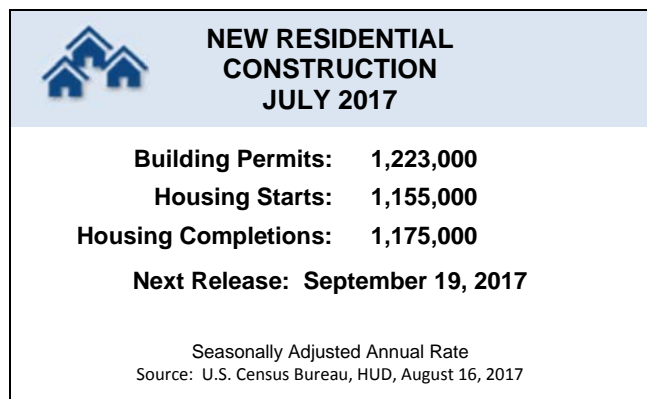 NEW RESIDENTIAL
CONSTRUCTION
JULY 2017
Building Permits: 1,223,000
Housing Starts: 1,155,000
Housing Completions: 1,175,000
Next Release: September 19, 2017
Seasonally Adjusted Annual Rate
Source: U.S. Census Bureau, HUD, August 16, 2017